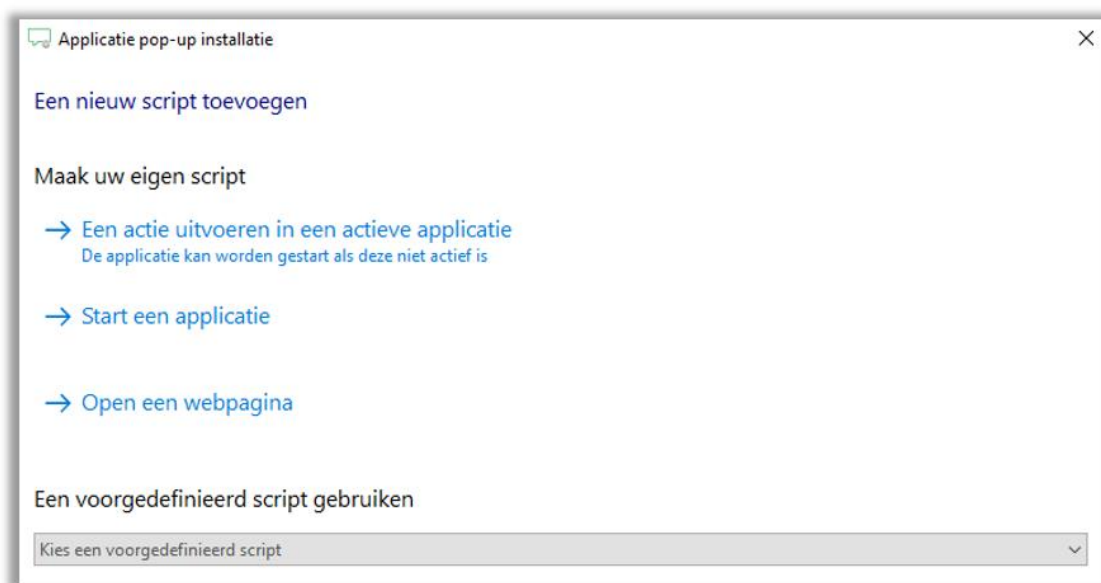 Applicatie pop-up installatie
Een nieuw script toevoegen
Maak uw eigen script
Een actie uitvoeren in een actieve applicatie
De applicatie kan worden gestart als deze niet actief is
Start een applicatie
Open een webpagina
Een voorgedefinieerd script gebruiken
Kies een voorgedefinieerd script